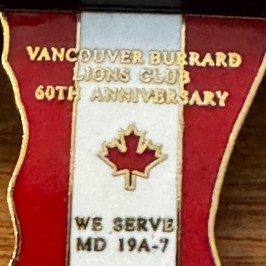 VANCOUVER BURRARD
LIONS CLUB
60TH ANNIVERSARY
WE SERVE
MD 19A-7